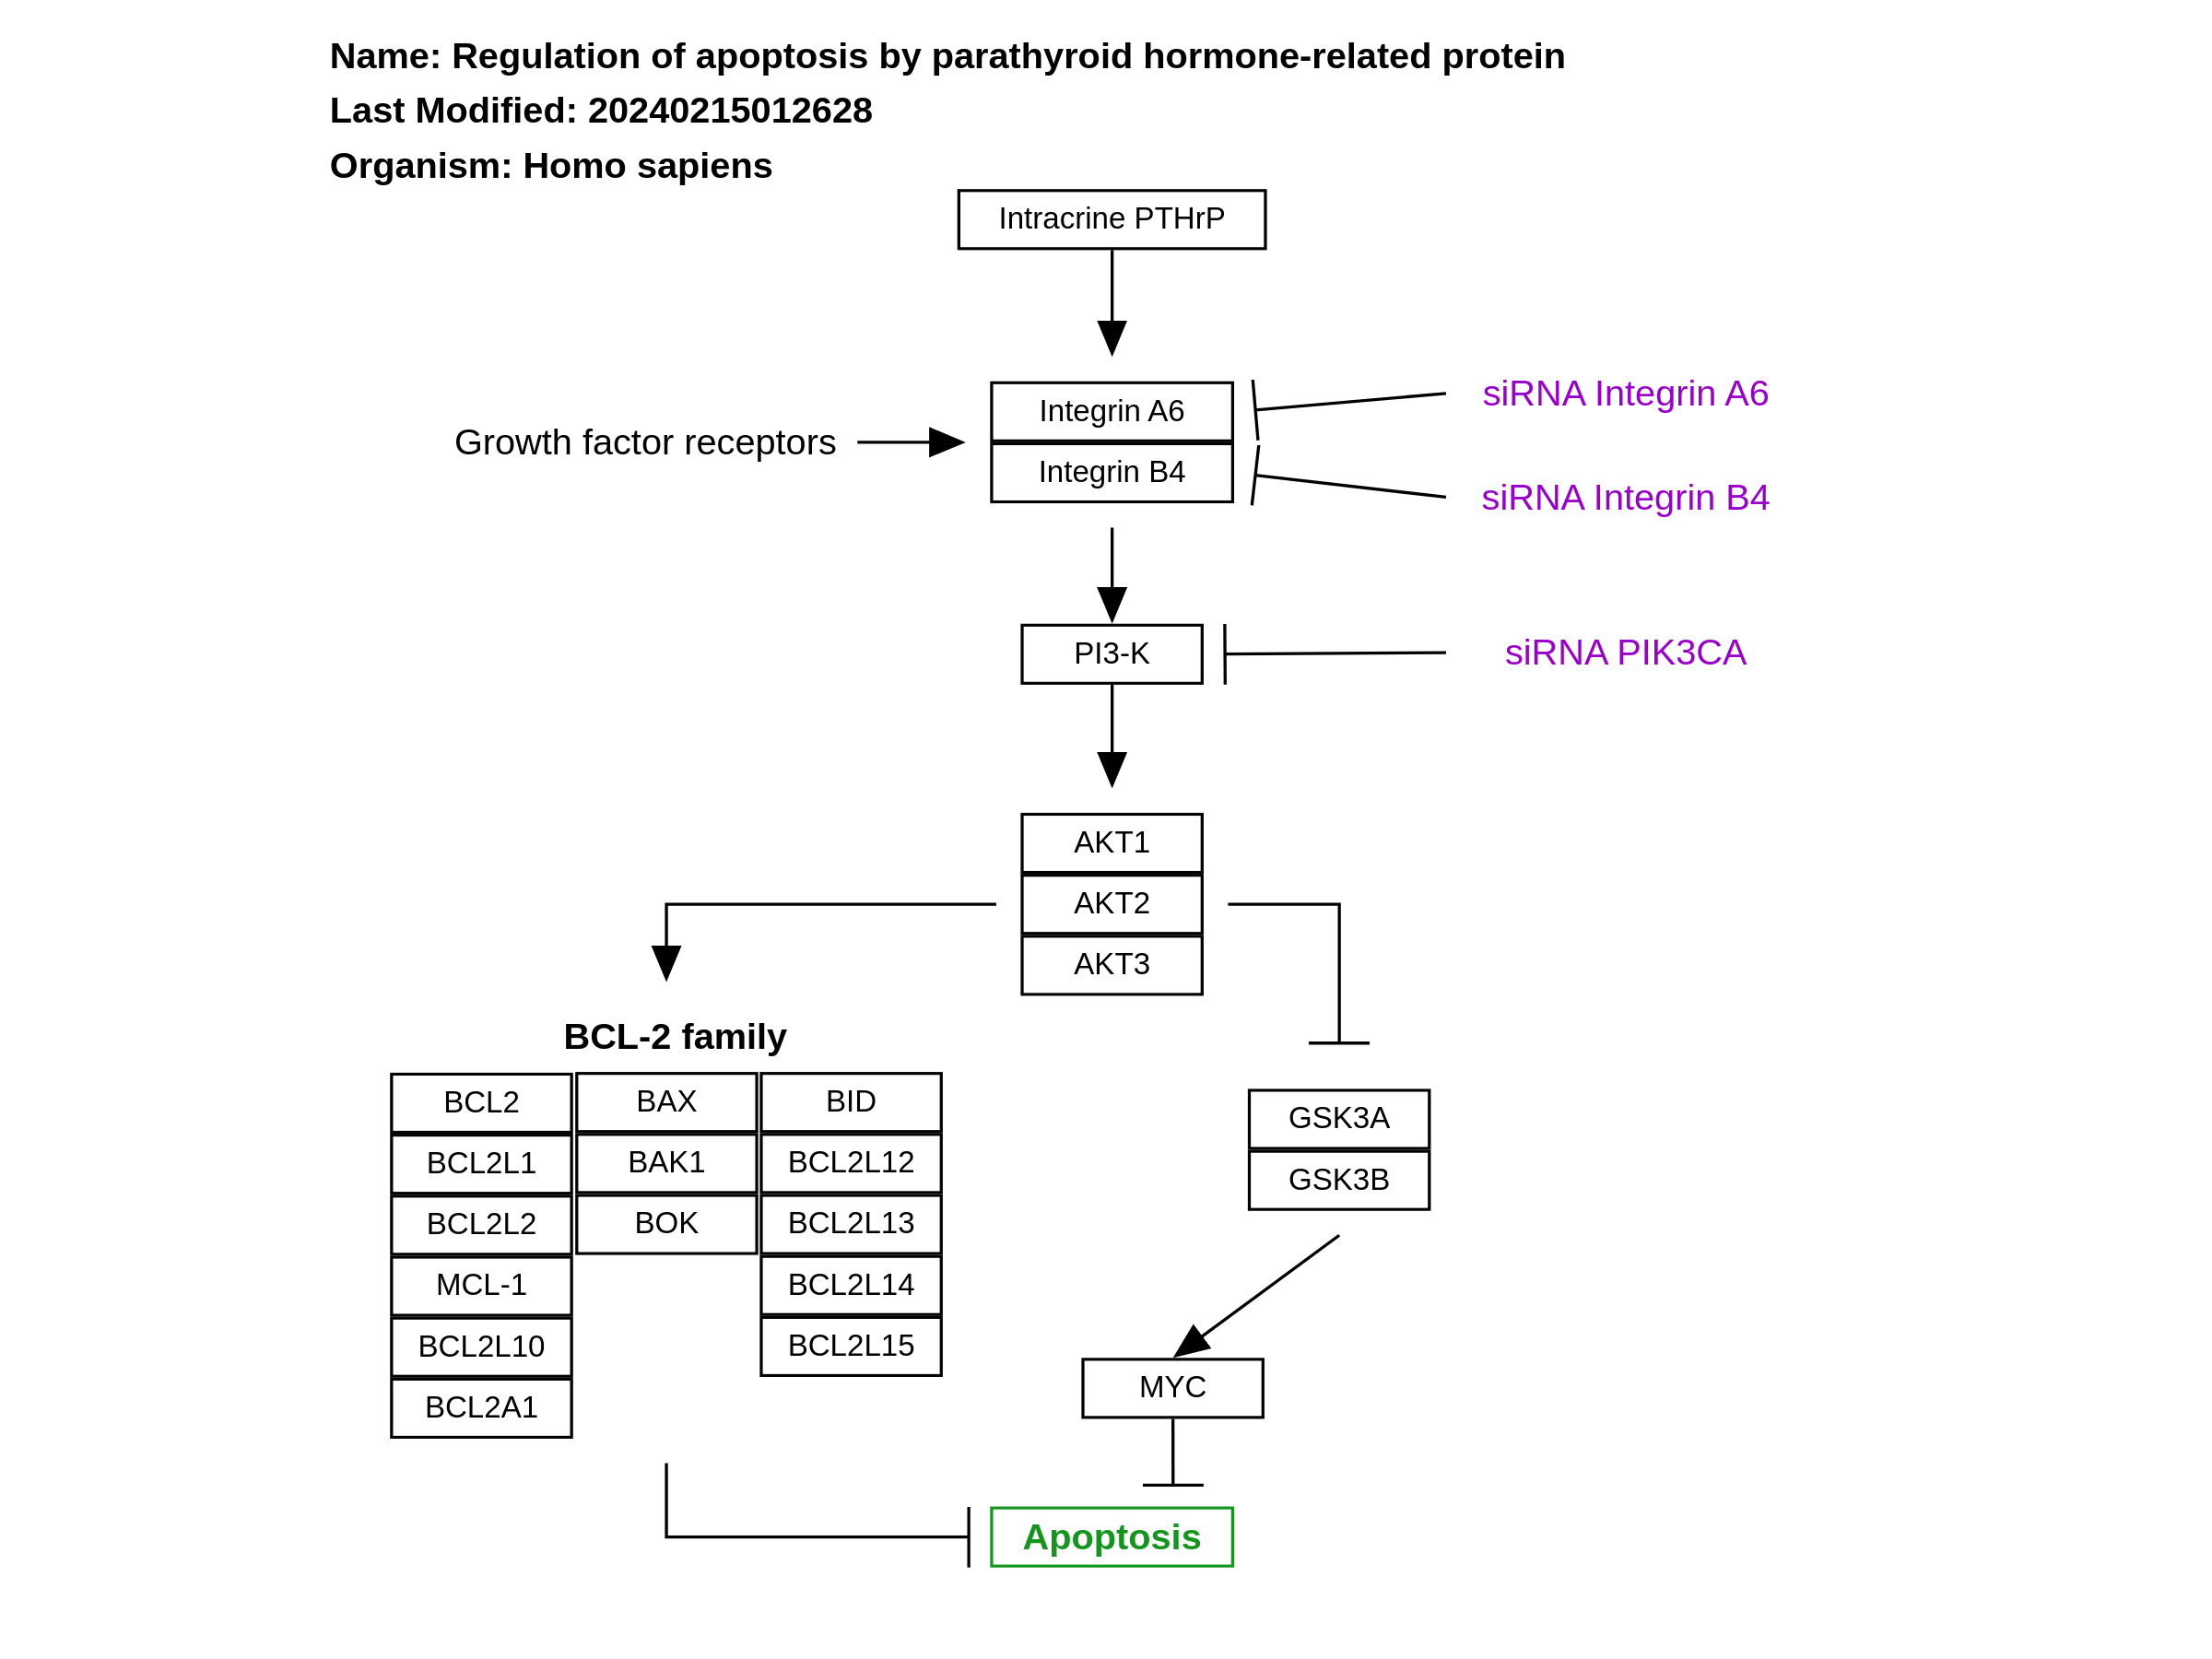 Name: Regulation of apoptosis by parathyroid hormone-related protein
Last Modified: 20240215012628
Organism: Homo sapiens
Intracrine PTHrP
Integrin A6
siRNA Integrin A6
Growth factor receptors
Integrin B4
siRNA Integrin B4
PI3-K
siRNA PIK3CA
AKT1
AKT2
AKT3
BCL-2 family
BCL2
BCL2L1
BCL2L2
MCL-1
BCL2L10
BCL2A1
BAX
BAK1
BOK
BID
BCL2L12
BCL2L13
BCL2L14
BCL2L15
GSK3A
GSK3B
MYC
Apoptosis